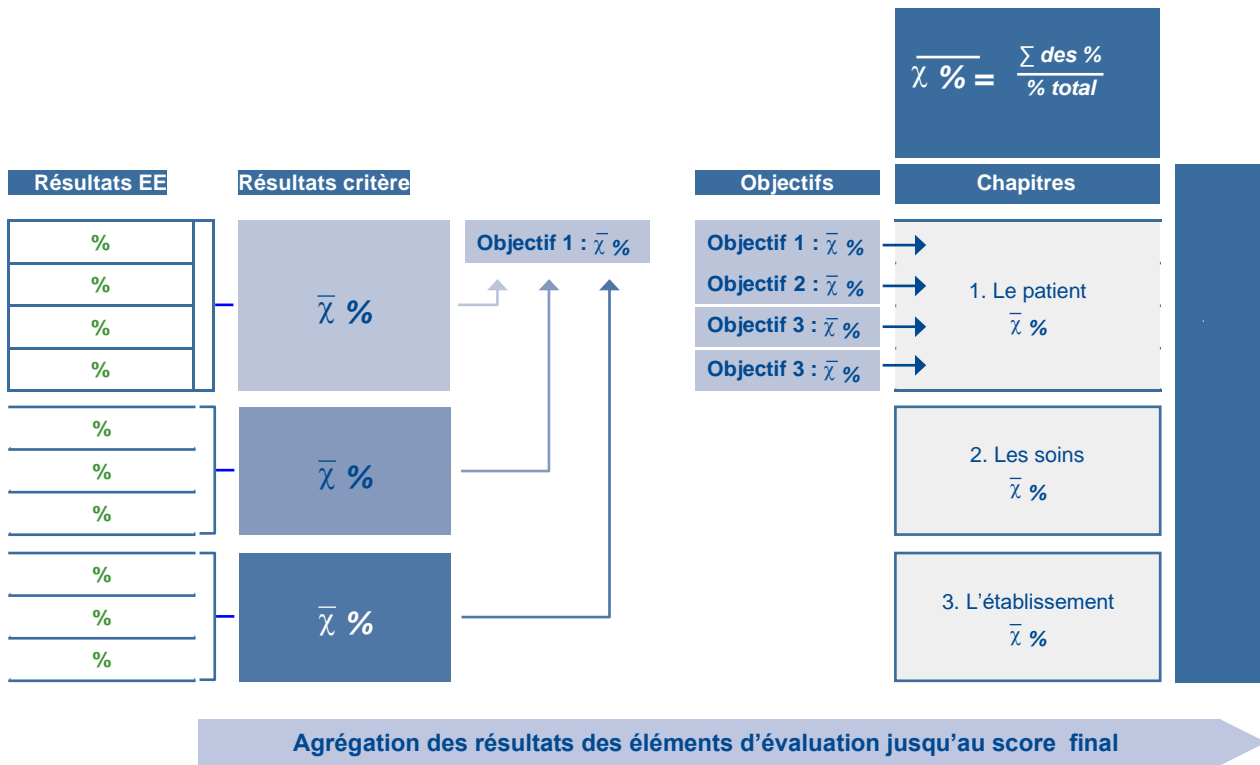 χ̅ % = ∑ des % / % total
Résultats EE
Résultats critère
Objectifs
Chapitres
%
%
%
%
χ̅ %
Objectif 1 : χ̅ %
%
%
%
χ̅ %
%
%
%
χ̅ %
Objectif 1 : χ̅ %
Objectif 2 : χ̅ %
Objectif 3 : χ̅ %
Objectif 3 : χ̅ %
1. Le patient
χ̅ %
2. Les soins
χ̅ %
3. L'établissement
χ̅ %
Agrégation des résultats des éléments d'évaluation jusqu'au score final